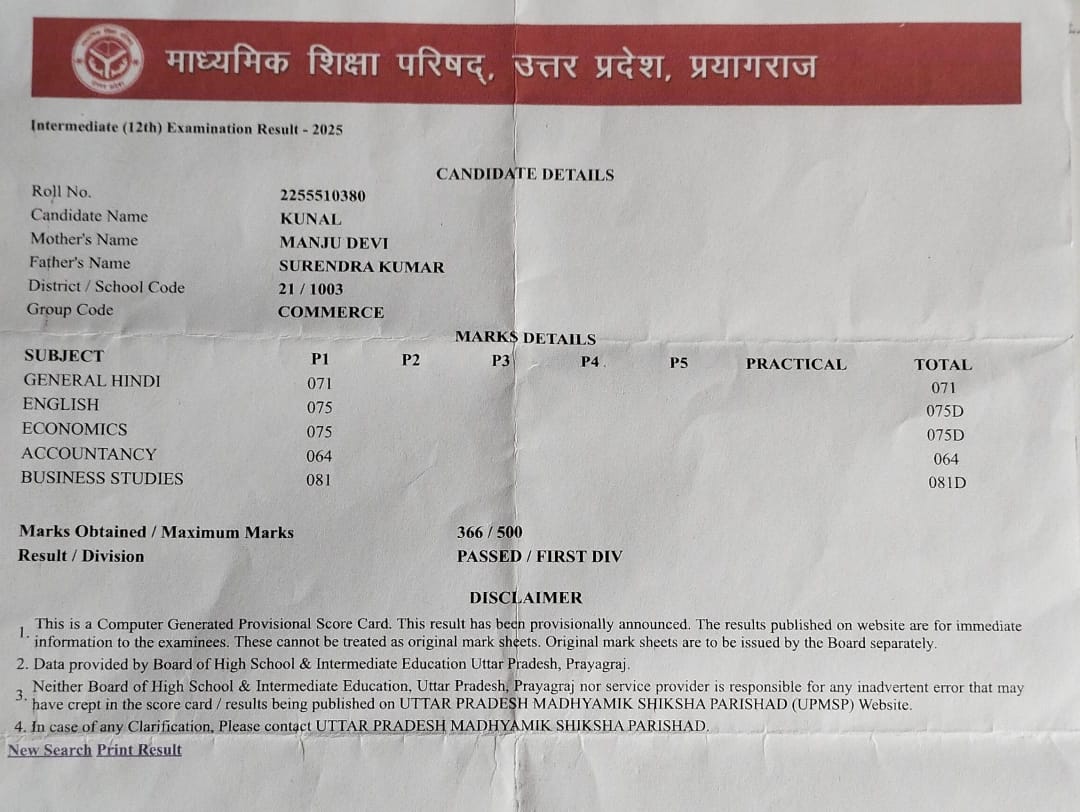 माध्यमिक शिक्षा परिषद्, उत्तर प्रदेश, प्रयागराज
Intermediate (12th) Examination Result - 2025
CANDIDATE DETAILS
Roll No. 2255510380
Candidate Name KUNAL
Mother's Name MANJU DEVI
Father's Name SURENDRA KUMAR
District / School Code 21 / 1003
Group Code COMMERCE
MARKS DETAILS
SUBJECT P1 P2 P3 P4 P5 PRACTICAL TOTAL
GENERAL HINDI 071 071
ENGLISH 075 075D
ECONOMICS 075 075D
ACCOUNTANCY 064 064
BUSINESS STUDIES 081 081D
Marks Obtained / Maximum Marks 366 / 500
Result / Division PASSED / FIRST DIV
DISCLAIMER
1. This is a Computer Generated Provisional Score Card. This result has been provisionally announced. The results published on website are for immediate
information to the examinees. These cannot be treated as original mark sheets. Original mark sheets are to be issued by the Board separately.
2. Data provided by Board of High School & Intermediate Education Uttar Pradesh, Prayagraj.
3. Neither Board of High School & Intermediate Education, Uttar Pradesh, Prayagraj nor service provider is responsible for any inadvertent error that may
have crept in the score card / results being published on UTTAR PRADESH MADHYAMIK SHIKSHA PARISHAD (UPMSP) Website.
4. In case of any Clarification, Please contact UTTAR PRADESH MADHYAMIK SHIKSHA PARISHAD.
New Search Print Result